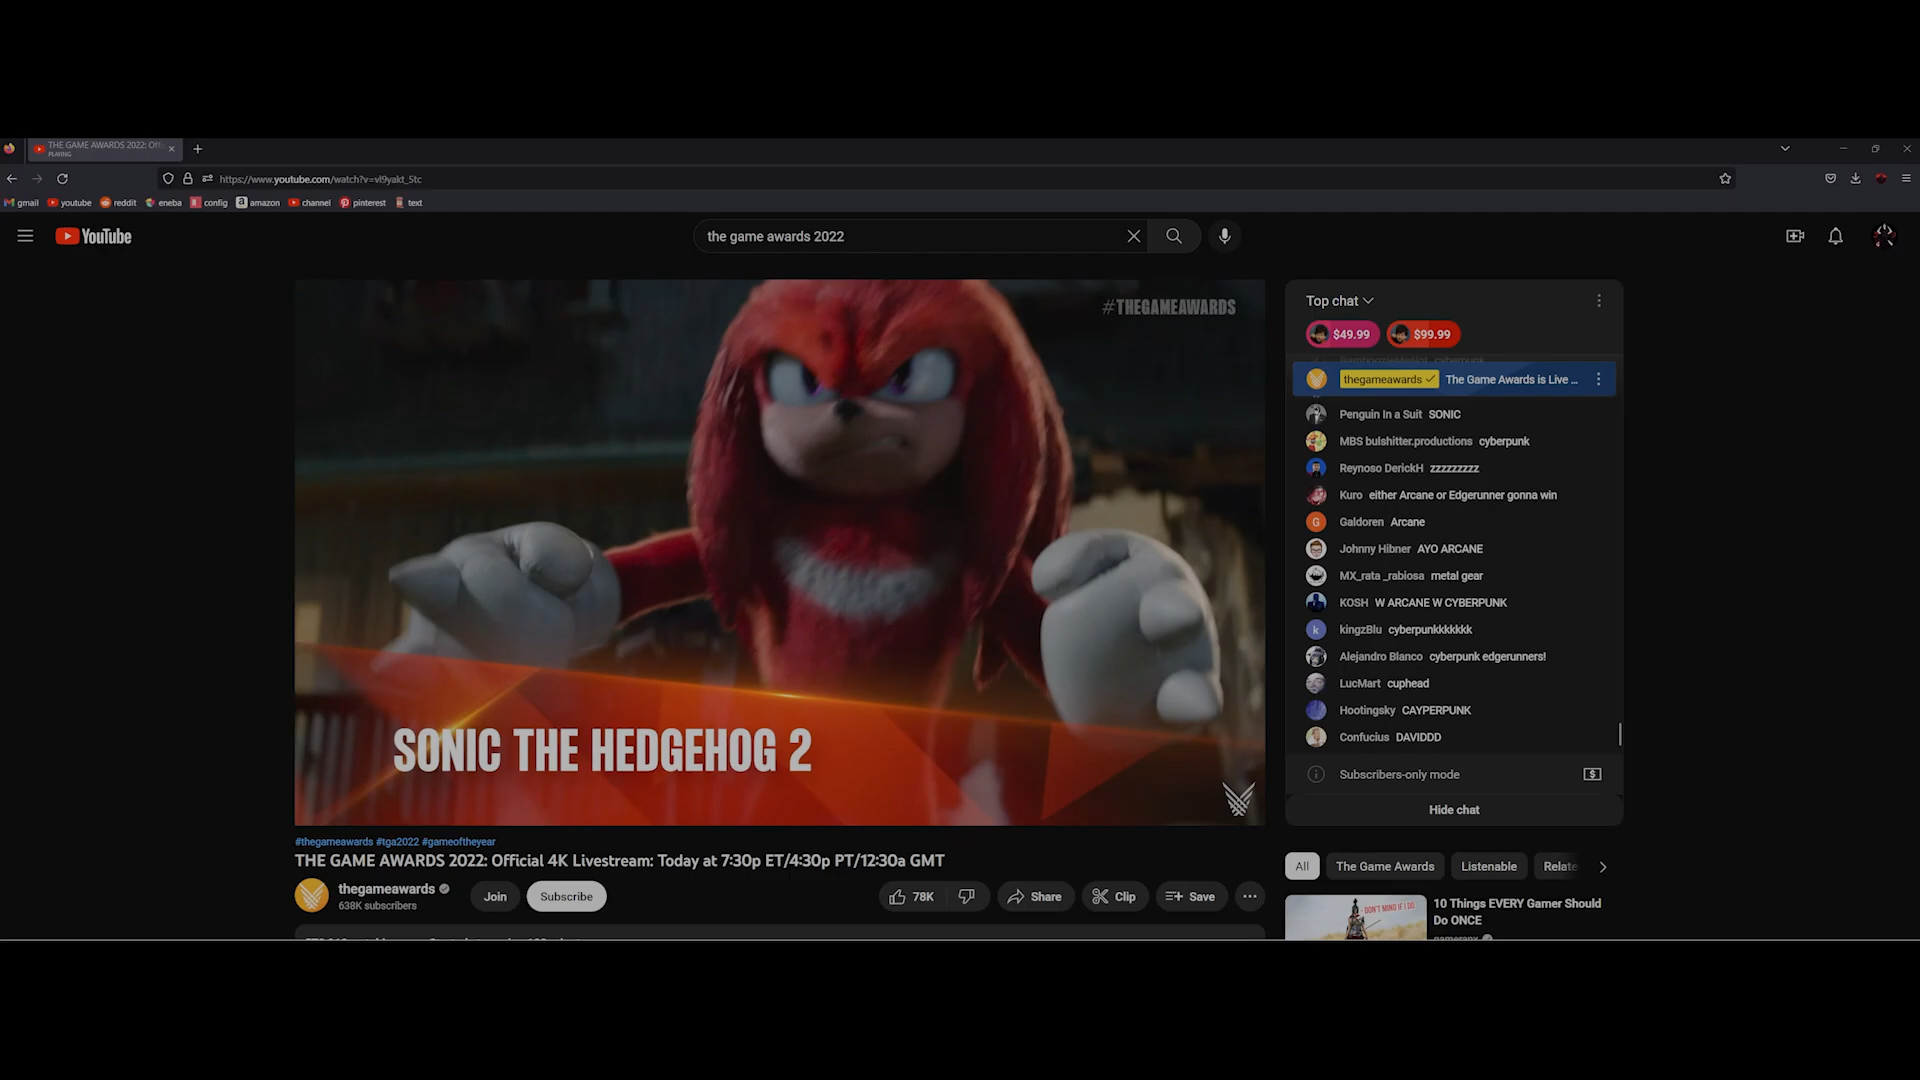 THE GAME AWARDS 2022: Offi
PLAYING
https://www.youtube.com/watch?v=vl9yakt_5tc
gmail youtube reddit eneba config amazon channel pinterest text
YouTube
the game awards 2022
#THEGAMEAWARDS
SONIC THE HEDGEHOG 2
Top chat
$49.99 $99.99
thegameawards The Game Awards is Live ...
Penguin In a Suit SONIC
MBS bulshitter.productions cyberpunk
Reynoso DerickH zzzzzzzzz
Kuro either Arcane or Edgerunner gonna win
G Galdoren Arcane
Johnny Hibner AYO ARCANE
MX_rata _rabiosa metal gear
KOSH W ARCANE W CYBERPUNK
k kingzBlu cyberpunkkkkkkk
Alejandro Blanco cyberpunk edgerunners!
LucMart cuphead
Hootingsky CAYPERPUNK
Confucius DAVIDDD
Subscribers-only mode
Hide chat
#thegameawards #tga2022 #gameoftheyear
THE GAME AWARDS 2022: Official 4K Livestream: Today at 7:30p ET/4:30p PT/12:30a GMT
thegameawards
638K subscribers
Join Subscribe 78K Share Clip Save
All The Game Awards Listenable Relate
- DON'T MIND IF I DO
10 Things EVERY Gamer Should
Do ONCE
gameranx